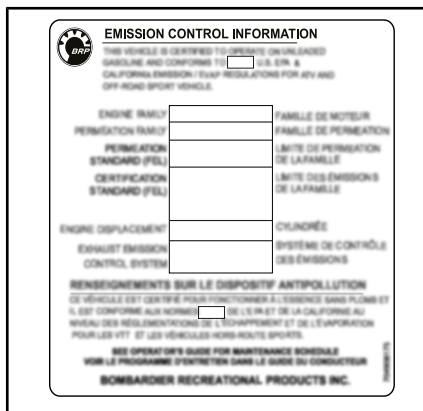 BRP
EMISSION CONTROL INFORMATION
THIS VEHICLE IS CERTIFIED TO OPERATE ON UNLEADED
GASOLINE AND CONFORMS TO U.S. EPA &
CALIFORNIA EMISSION / EVAP REGULATIONS FOR ATV AND
OFF-ROAD SPORT VEHICLE.
ENGINE FAMILY FAMILLE DE MOTEUR
PERMEATION FAMILY FAMILLE DE PERMEATION
PERMEATION LIMITE DE PERMEATION
STANDARD (FEL) DE LA FAMILLE
CERTIFICATION LIMITE DES ÉMISSIONS
STANDARD (FEL) DE LA FAMILLE
ENGINE DISPLACEMENT CYLINDRÉE
EXHAUST EMISSION SYSTÈME DE CONTRÔLE
CONTROL SYSTEM DES ÉMISSIONS
RENSEIGNEMENTS SUR LE DISPOSITIF ANTIPOLLUTION
CE VÉHICULE EST CERTIFIÉ POUR FONCTIONNER À L'ESSENCE SANS PLOMB ET
IL EST CONFORME AUX NORMES DE L'EPA ET DE LA CALIFORNIE AU
NIVEAU DES RÉGLEMENTATIONS DE L'ÉCHAPPEMENT ET DE L'ÉVAPORATION
POUR LES VTT ET LES VÉHICULES HORS-ROUTE SPORTS.
SEE OPERATOR'S GUIDE FOR MAINTENANCE SCHEDULE
VOIR LE PROGRAMME D'ENTRETIEN DANS LE GUIDE DU CONDUCTEUR
BOMBARDIER RECREATIONAL PRODUCTS INC.